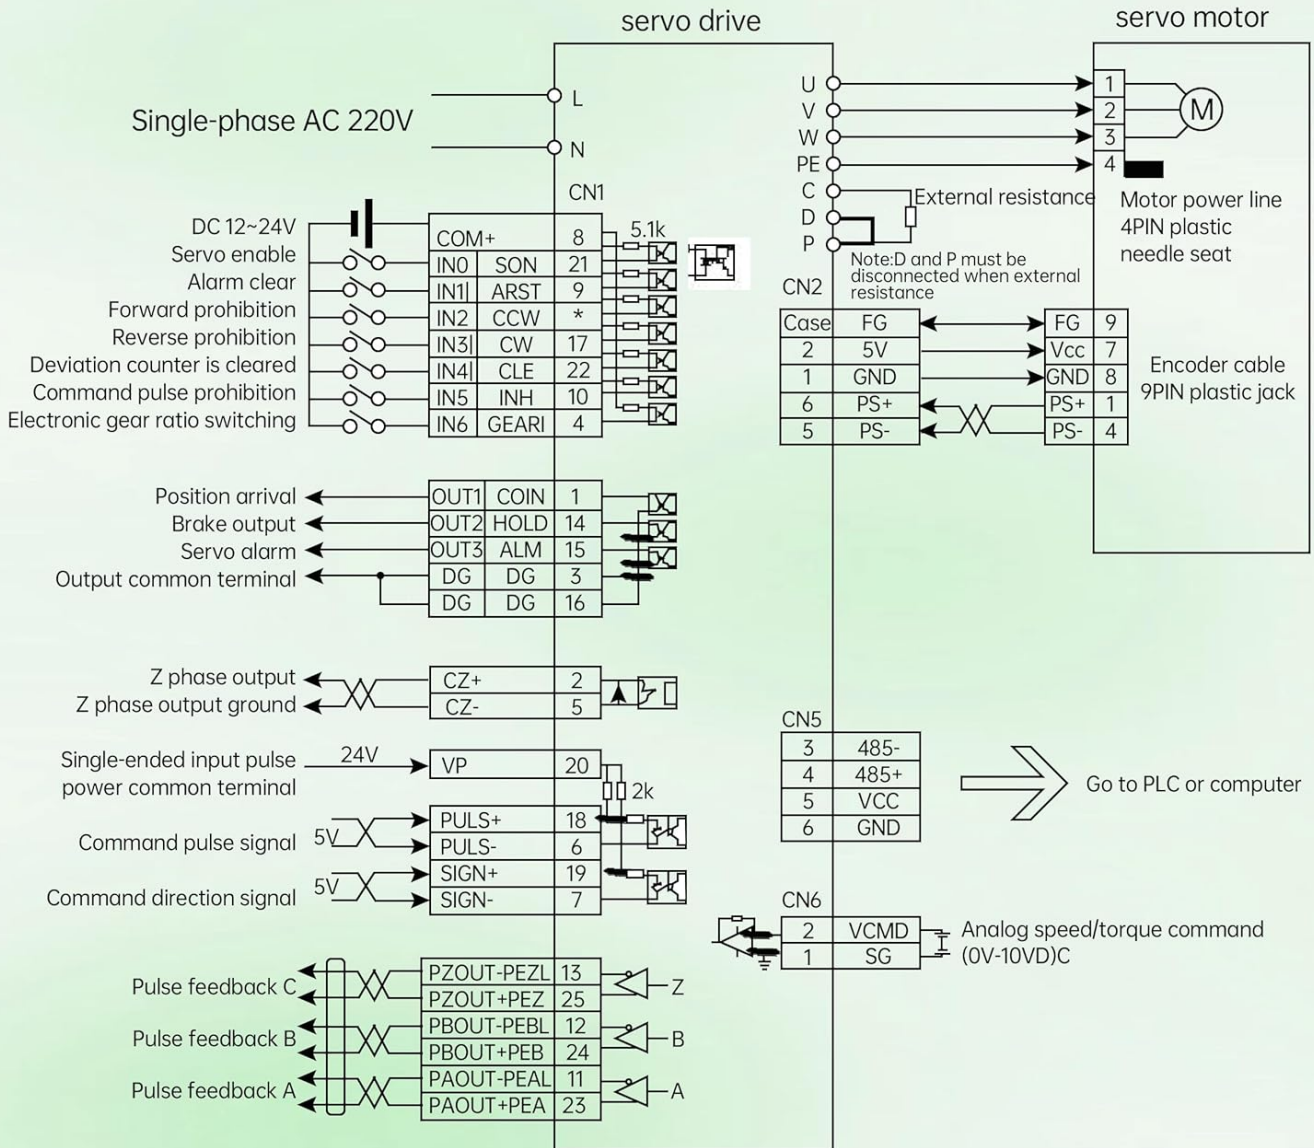 servo drive
servo motor
Single-phase AC 220V
L
N
U
V
W
PE
C
D
P
1
2
3
4
M
External resistance
Motor power line
4PIN plastic
needle seat
Note:D and P must be
disconnected when external
resistance
CN1
DC 12~24V
COM+ 8
5.1k
Servo enable
IN0 SON 21
Alarm clear
IN1 ARST 9
Forward prohibition
IN2 CCW *
Reverse prohibition
IN3 CW 17
Deviation counter is cleared
IN4 CLE 22
Command pulse prohibition
IN5 INH 10
Electronic gear ratio switching
IN6 GEARI 4
CN2
Case FG
2 5V
1 GND
6 PS+
5 PS-
FG 9
Vcc 7
GND 8
PS+ 1
PS- 4
Encoder cable
9PIN plastic jack
Position arrival
OUT1 COIN 1
Brake output
OUT2 HOLD 14
Servo alarm
OUT3 ALM 15
Output common terminal
DG DG 3
DG DG 16
Z phase output
CZ+ 2
Z phase output ground
CZ- 5
Single-ended input pulse
power common terminal
24V
VP 20
2k
Command pulse signal
5V
PULS+ 18
PULS- 6
Command direction signal
5V
SIGN+ 19
SIGN- 7
CN5
3 485-
4 485+
5 VCC
6 GND
Go to PLC or computer
CN6
2 VCMD
1 SG
Analog speed/torque command
(0V-10VD)C
Pulse feedback C
PZOUT-PEZL 13
PZOUT+PEZ 25
Z
Pulse feedback B
PBOUT-PEBL 12
PBOUT+PEB 24
B
Pulse feedback A
PAOUT-PEAL 11
PAOUT+PEA 23
A